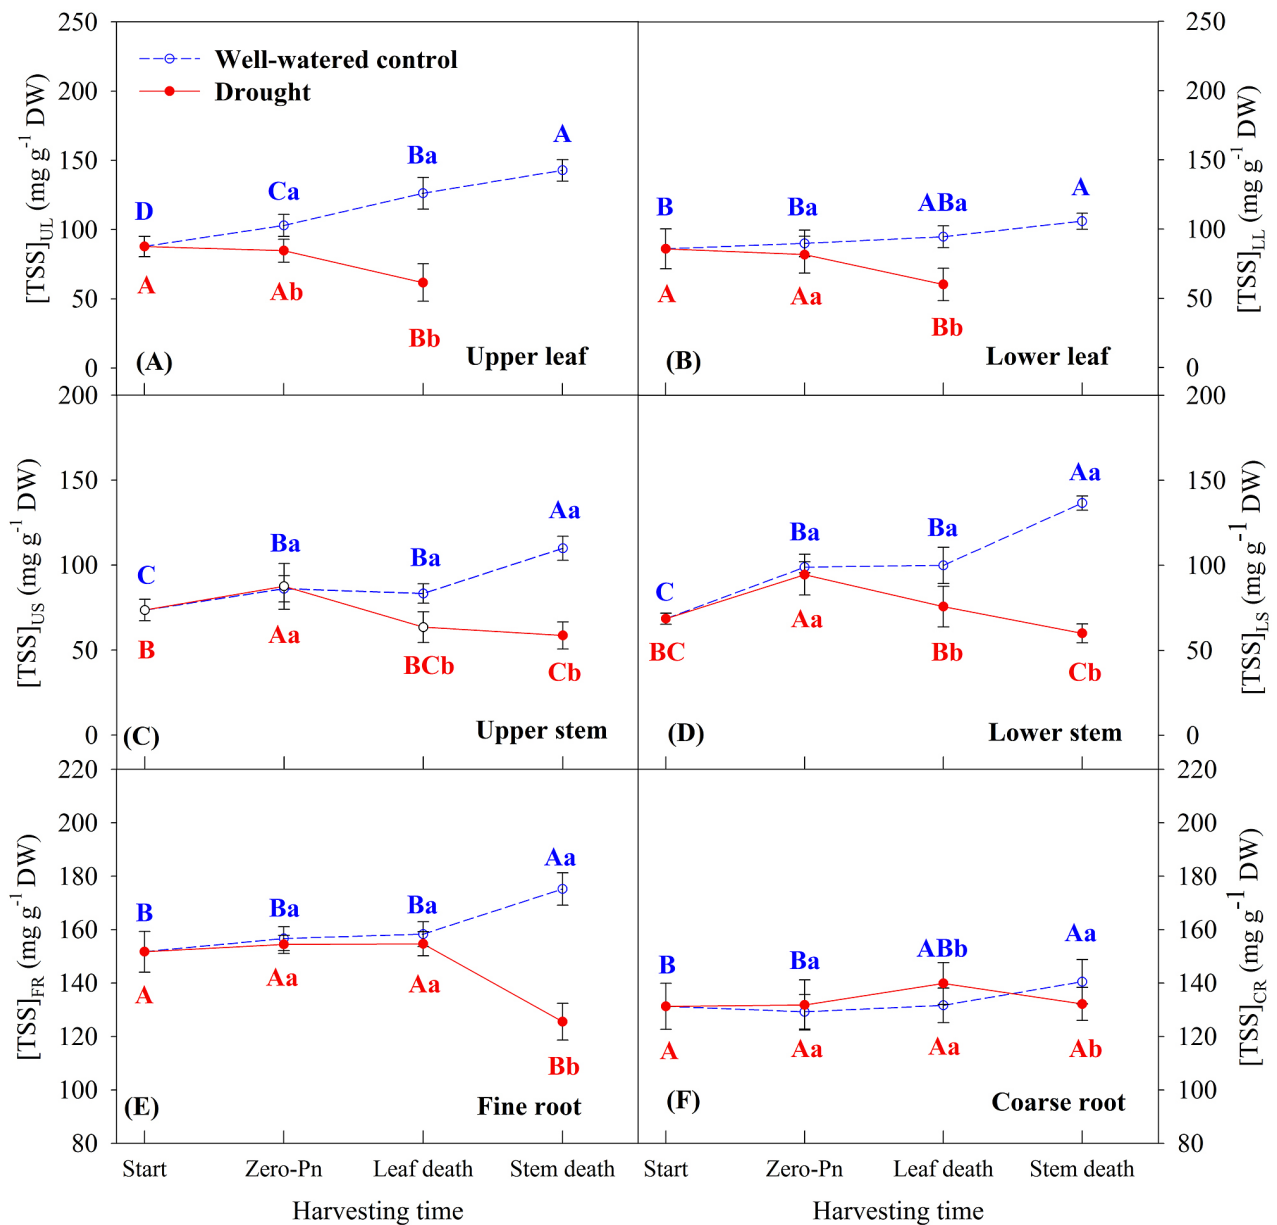 250
200
150
100
50
0
[TSS]UL (mg g-1 DW)
Well-watered control
Drought
D
Ca
Ba
A
A
Ab
Bb
(A)
Upper leaf
B
Ba
ABa
A
A
Aa
Bb
(B)
Lower leaf
250
200
150
100
50
0
[TSS]LL (mg g-1 DW)
200
150
100
50
0
[TSS]US (mg g-1 DW)
C
Ba
Ba
Aa
B
Aa
BCb
Cb
(C)
Upper stem
C
Ba
Ba
Aa
BC
Aa
Bb
Cb
(D)
Lower stem
200
150
100
50
0
[TSS]LS (mg g-1 DW)
220
200
180
160
140
120
100
80
[TSS]FR (mg g-1 DW)
B
Ba
Ba
Aa
A
Aa
Aa
Bb
(E)
Fine root
B
Ba
ABb
Aa
A
Aa
Aa
Ab
(F)
Coarse root
220
200
180
160
140
120
100
80
[TSS]CR (mg g-1 DW)
Start Zero-Pn Leaf death Stem death
Start Zero-Pn Leaf death Stem death
Harvesting time
Harvesting time